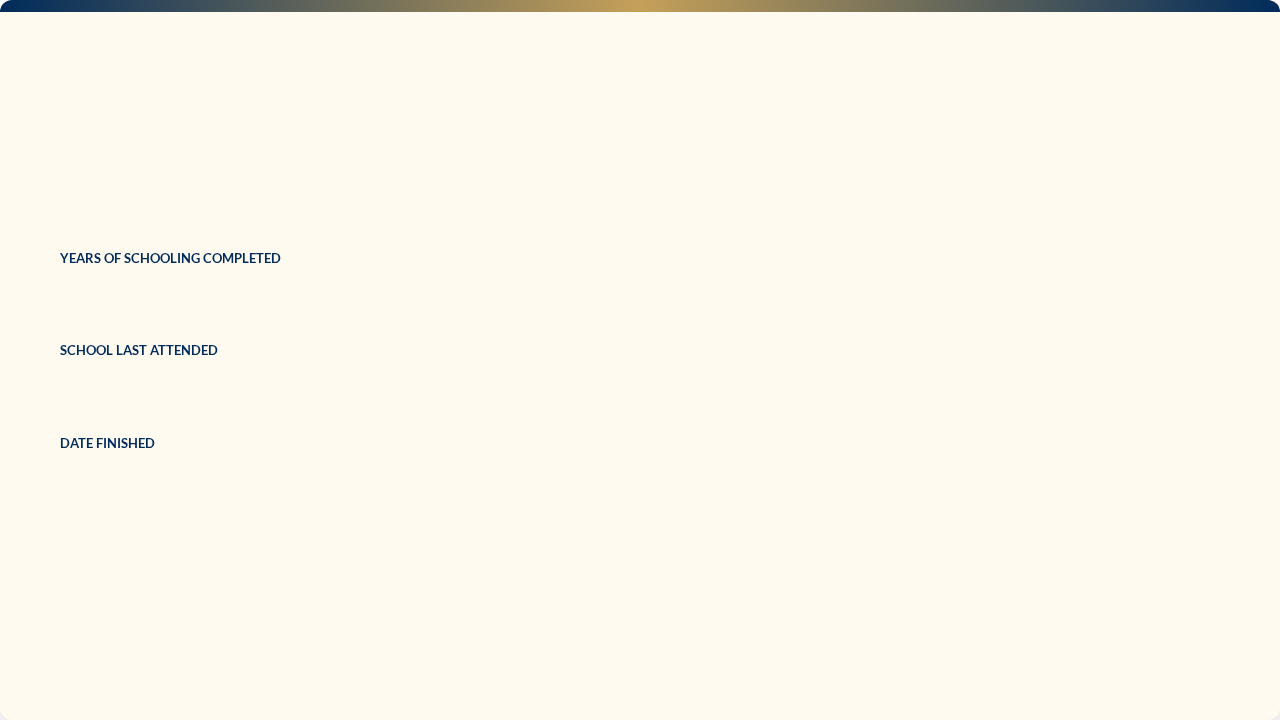 YEARS OF SCHOOLING COMPLETED
SCHOOL LAST ATTENDED
DATE FINISHED